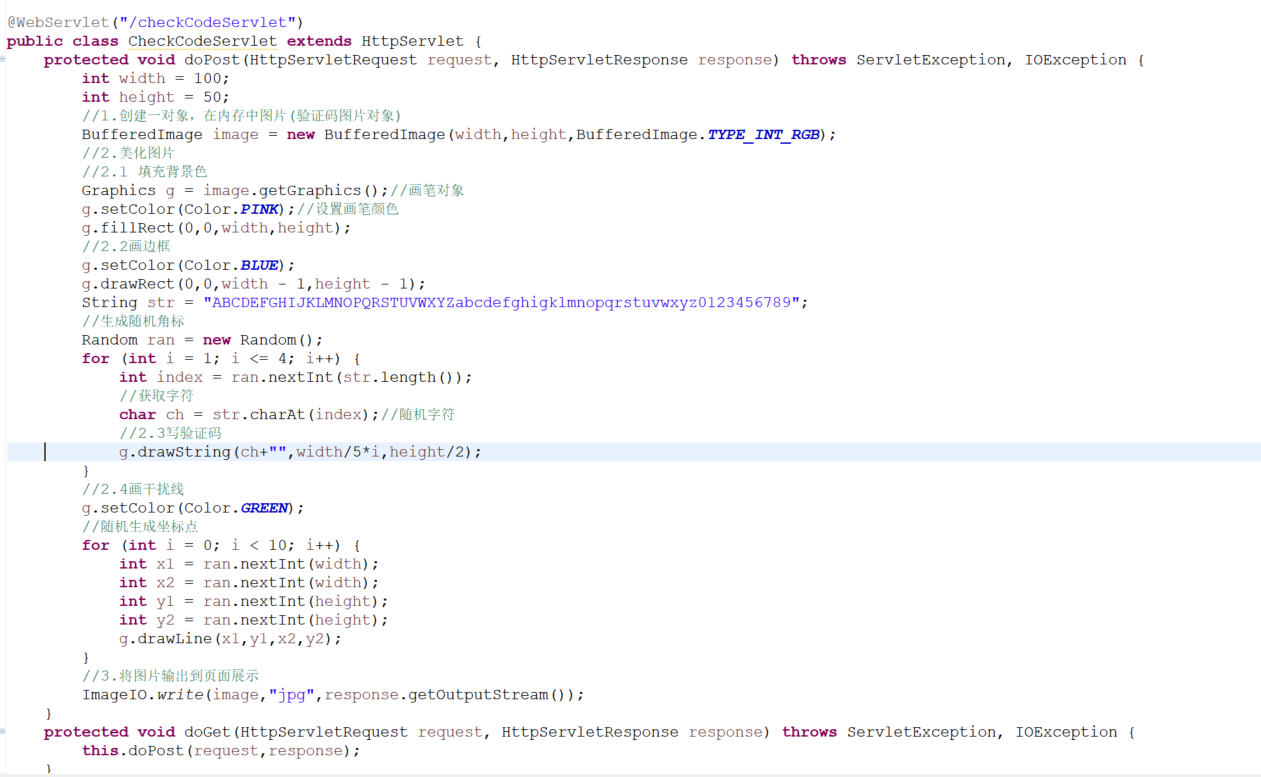 @WebServlet("/checkCodeServlet")
public class CheckCodeServlet extends HttpServlet {
protected void doPost(HttpServletRequest request, HttpServletResponse response) throws ServletException, IOException {
int width = 100;
int height = 50;
//1.创建一对象，在内存中图片(验证码图片对象)
BufferedImage image = new BufferedImage(width,height,BufferedImage.TYPE_INT_RGB);
//2.美化图片
//2.1 填充背景色
Graphics g = image.getGraphics();//画笔对象
g.setColor(Color.PINK);//设置画笔颜色
g.fillRect(0,0,width,height);
//2.2画边框
g.setColor(Color.BLUE);
g.drawRect(0,0,width - 1,height - 1);
String str = "ABCDEFGHIJKLMNOPQRSTUVWXYZabcdefghigklmnopqrstuvwxyz0123456789";
//生成随机角标
Random ran = new Random();
for (int i = 1; i <= 4; i++) {
int index = ran.nextInt(str.length());
//获取字符
char ch = str.charAt(index);//随机字符
//2.3写验证码
g.drawString(ch+"",width/5*i,height/2);
}
//2.4画干扰线
g.setColor(Color.GREEN);
//随机生成坐标点
for (int i = 0; i < 10; i++) {
int x1 = ran.nextInt(width);
int x2 = ran.nextInt(width);
int y1 = ran.nextInt(height);
int y2 = ran.nextInt(height);
g.drawLine(x1,y1,x2,y2);
}
//3.将图片输出到页面展示
ImageIO.write(image,"jpg",response.getOutputStream());
}
protected void doGet(HttpServletRequest request, HttpServletResponse response) throws ServletException, IOException {
this.doPost(request,response);
}